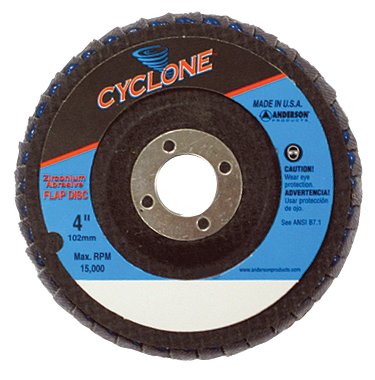 CYCLONE
MADE IN U.S.A.
ANDERSON
PRODUCTS
Zirconium
Abrasive
FLAP DISC
4"
102mm
Max. RPM
15,000
CAUTION!
Wear eye
protection.
ADVERTENCIA!
Usar protección
de ojo.
See ANSI B7.1
www.andersonproducts.com